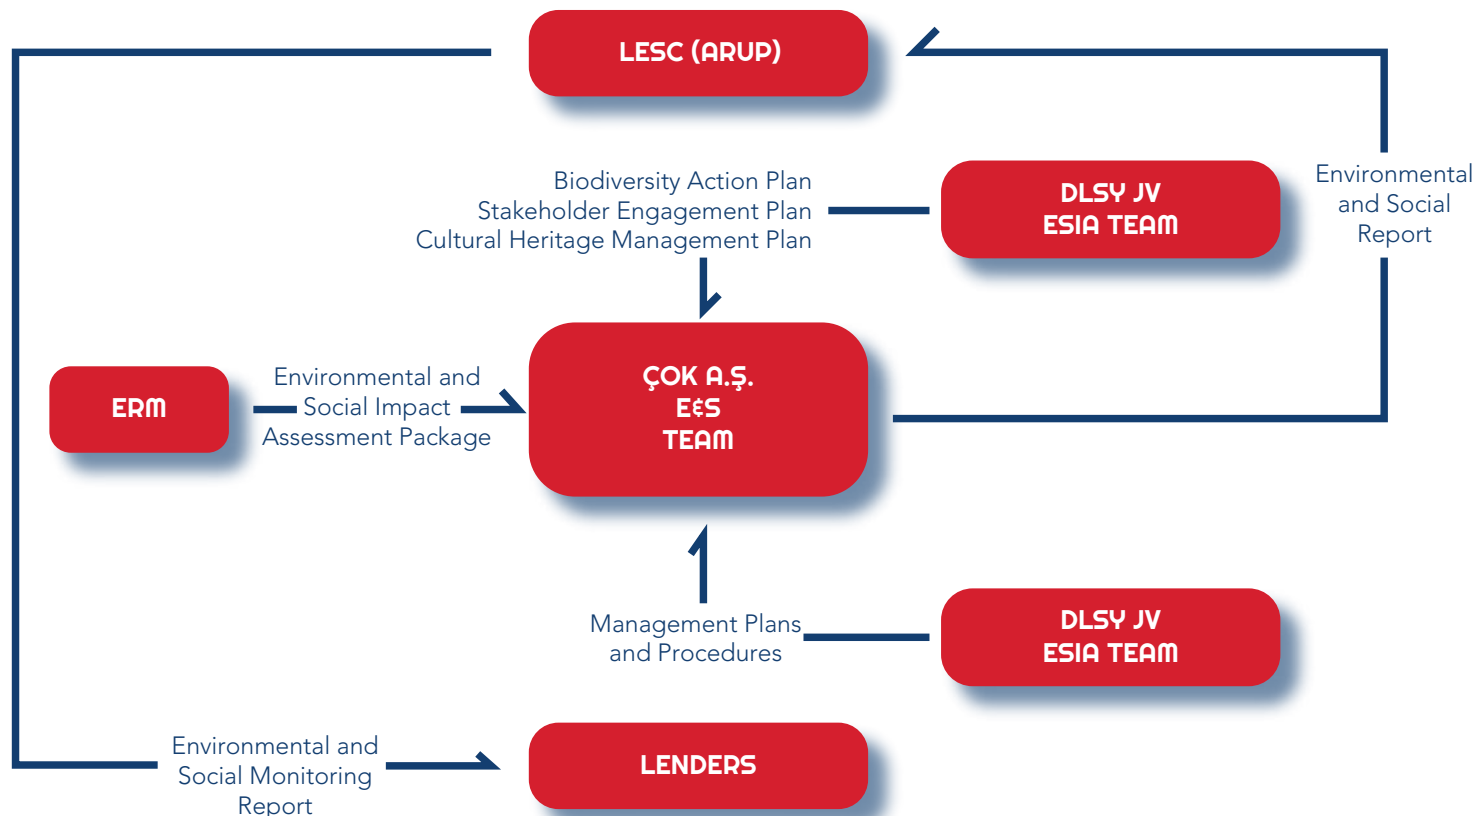 LESC (ARUP)
Biodiversity Action Plan
Stakeholder Engagement Plan
Cultural Heritage Management Plan
DLSY JV
ESIA TEAM
Environmental
and Social
Report
ERM
Environmental and
Social Impact
Assessment Package
ÇOK A.Ş.
E&S
TEAM
Management Plans
and Procedures
DLSY JV
ESIA TEAM
Environmental and
Social Monitoring
Report
LENDERS